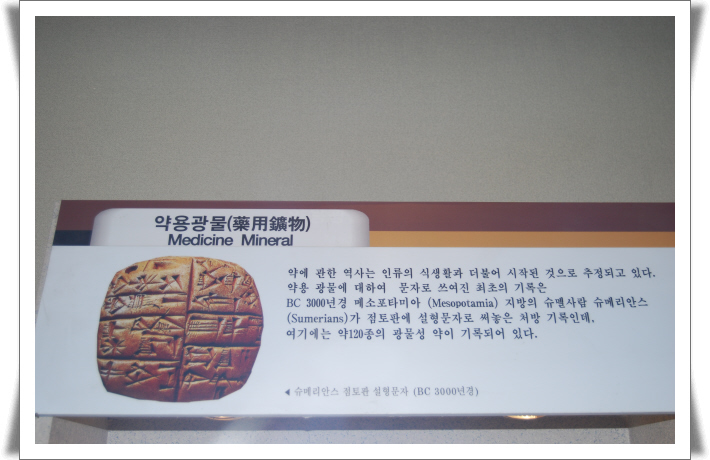 약용광물(藥用鑛物)
Medicine Mineral
약에 관한 역사는 인류의 식생활과 더불어 시작된 것으로 추정되고 있다.
약용 광물에 대하여 문자로 쓰여진 최초의 기록은
BC 3000년경 메소포타미아 (Mesopotamia) 지방의 슈멜사람 슈메리안스
(Sumerians)가 점토판에 설형문자로 써놓은 처방 기록인데,
여기에는 약120종의 광물성 약이 기록되어 있다.
◀ 슈메리안스 점토판 설형문자 (BC 3000년경)